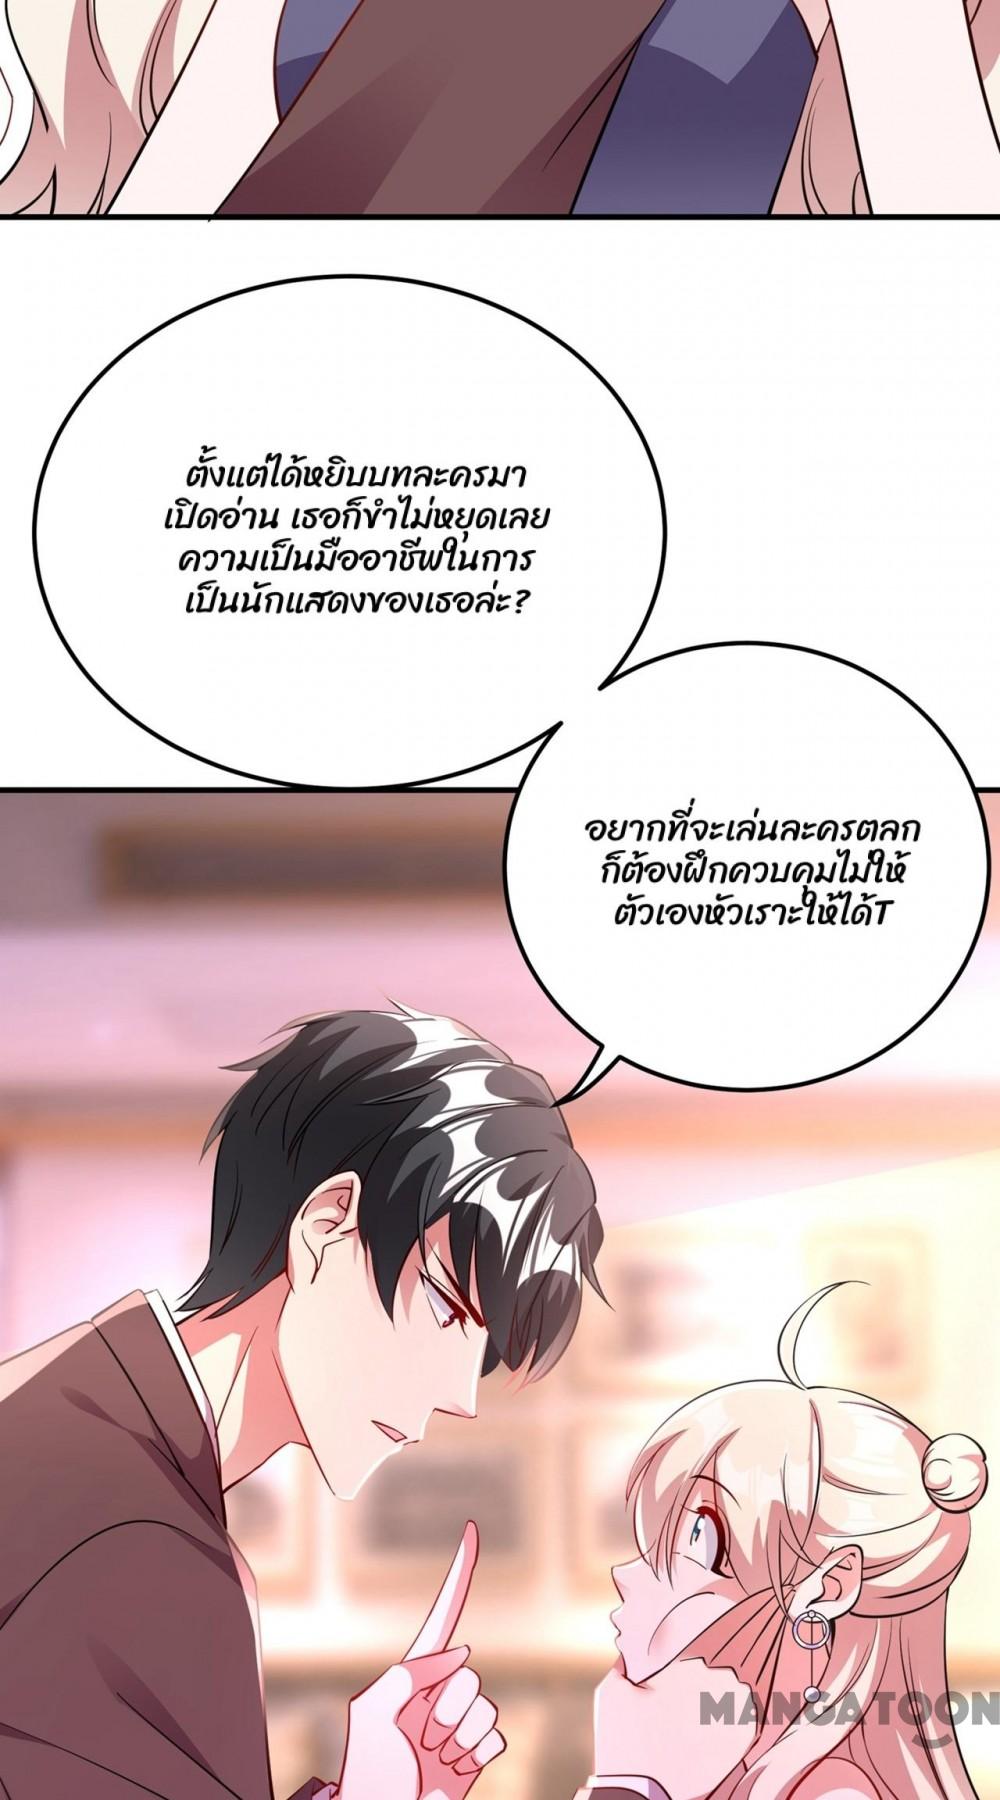 ตั้งแต่ได้หยิบบทละครมา
เปิดอ่าน เธอก็ขำไม่หยุดเลย
ความเป็นมืออาชีพในการ
เป็นนักแสดงของเธอล่ะ?
อยากที่จะเล่นละครตลก
ก็ต้องฝึกควบคุมไม่ให้
ตัวเองหัวเราะให้ได้T
MANGATOON